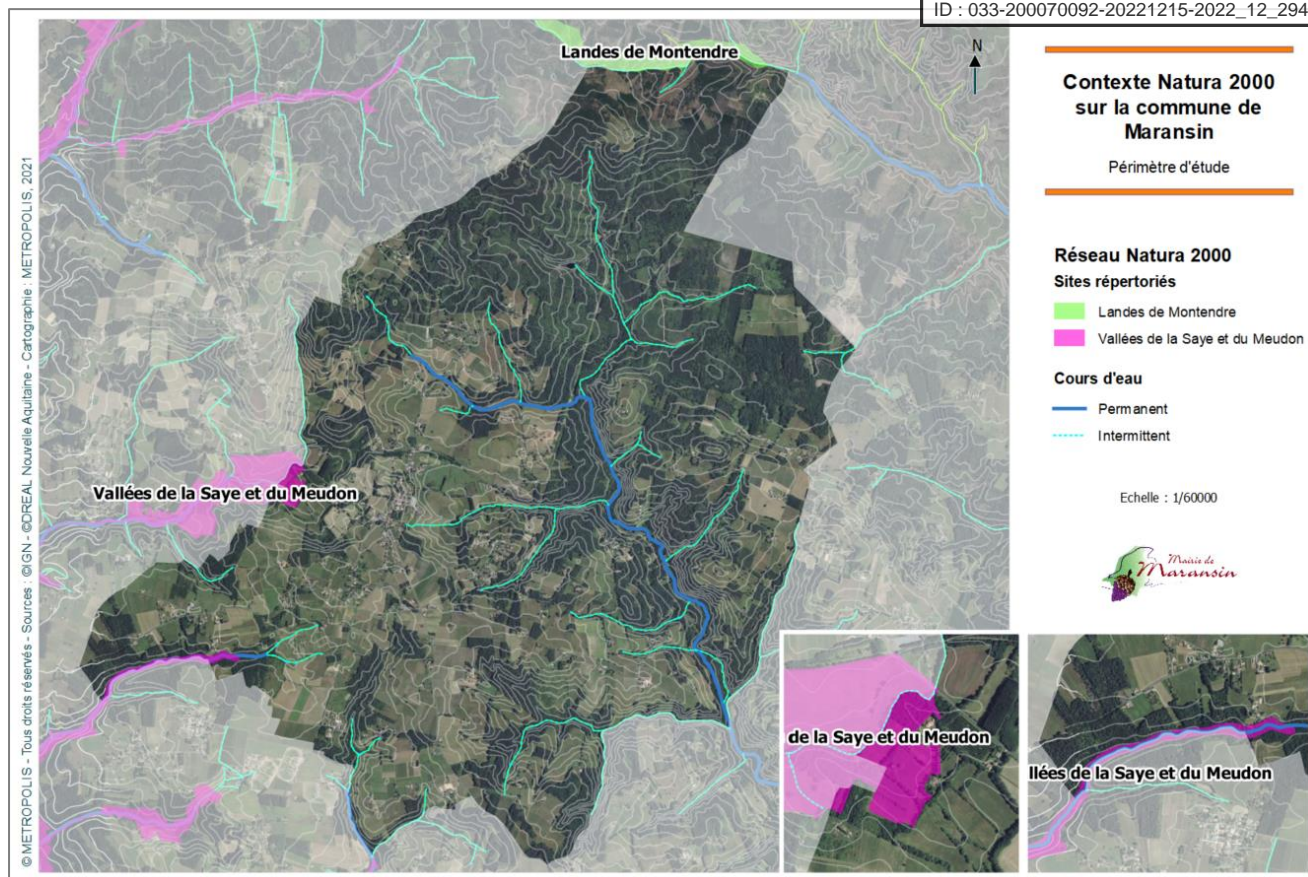 ID : 033-200070092-20221215-2022_12_294
Landes de Montendre
N
Vallées de la Saye et du Meudon
de la Saye et du Meudon
llées de la Saye et du Meudon
© METROPOLIS - Tous droits réservés - Sources : ©IGN - ©DREAL Nouvelle Aquitaine - Cartographie : METROPOLIS, 2021
Contexte Natura 2000
sur la commune de
Maransin
Périmètre d'étude
Réseau Natura 2000
Sites répertoriés
Landes de Montendre
Vallées de la Saye et du Meudon
Cours d'eau
Permanent
Intermittent
Echelle : 1/60000
Mairie de
Maransin